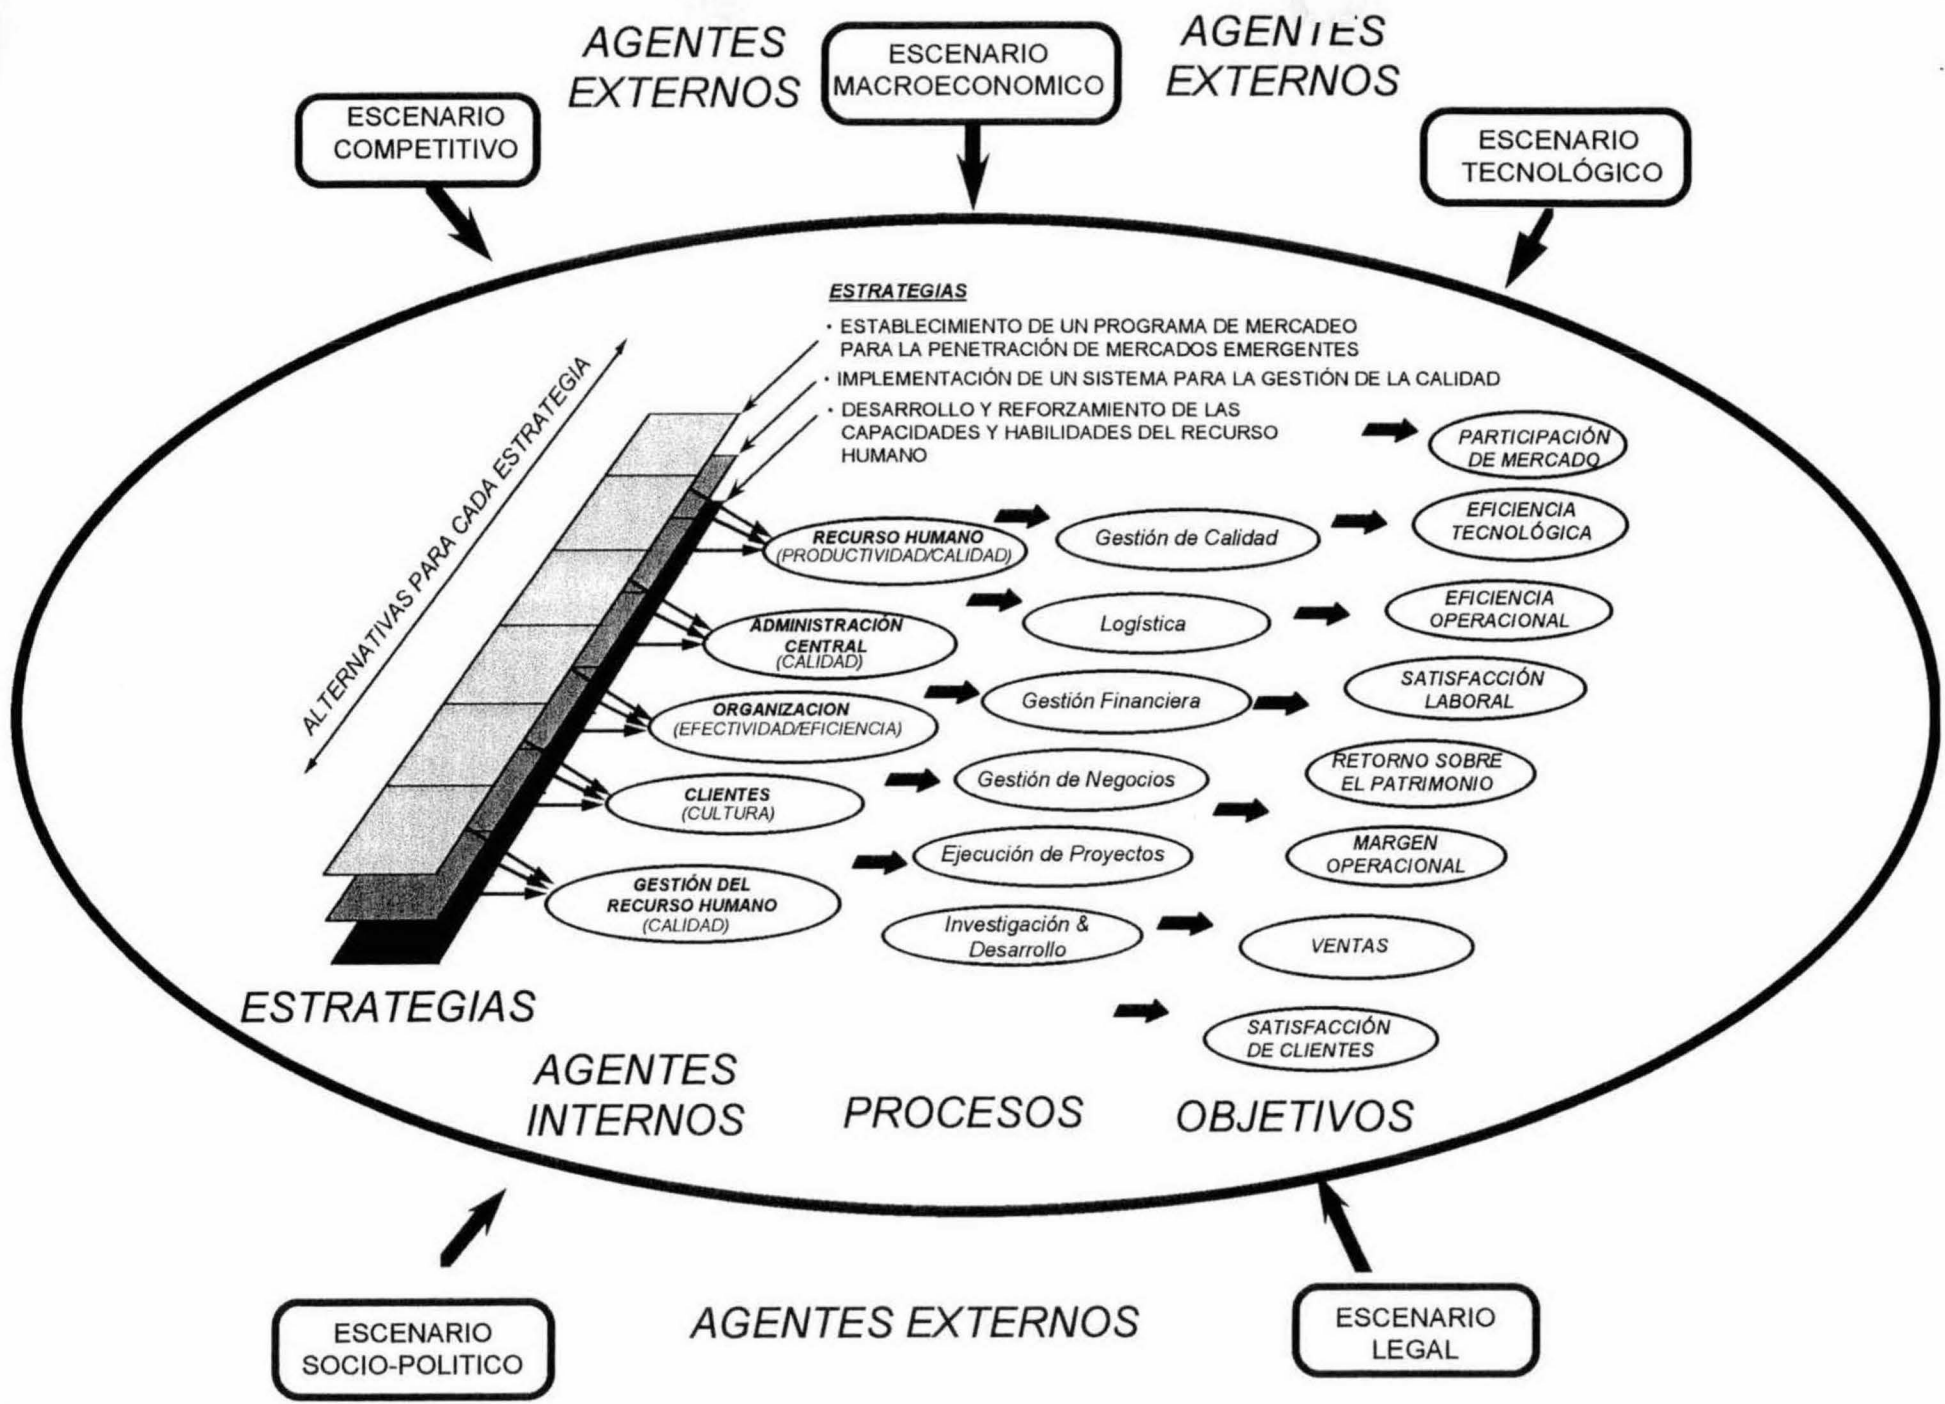 AGENTES
EXTERNOS
ESCENARIO
MACROECONOMICO
AGENTES
EXTERNOS
ESCENARIO
COMPETITIVO
ESCENARIO
TECNOLÓGICO
ESTRATEGIAS
• ESTABLECIMIENTO DE UN PROGRAMA DE MERCADEO
PARA LA PENETRACIÓN DE MERCADOS EMERGENTES
• IMPLEMENTACIÓN DE UN SISTEMA PARA LA GESTIÓN DE LA CALIDAD
• DESARROLLO Y REFORZAMIENTO DE LAS
CAPACIDADES Y HABILIDADES DEL RECURSO
HUMANO
ALTERNATIVAS PARA CADA ESTRATEGIA
RECURSO HUMANO
(PRODUCTIVIDAD/CALIDAD)
ADMINISTRACIÓN
CENTRAL
(CALIDAD)
ORGANIZACION
(EFECTIVIDAD/EFICIENCIA)
CLIENTES
(CULTURA)
GESTIÓN DEL
RECURSO HUMANO
(CALIDAD)
Gestión de Calidad
Logística
Gestión Financiera
Gestión de Negocios
Ejecución de Proyectos
Investigación &
Desarrollo
PARTICIPACIÓN
DE MERCADO
EFICIENCIA
TECNOLÓGICA
EFICIENCIA
OPERACIONAL
SATISFACCIÓN
LABORAL
RETORNO SOBRE
EL PATRIMONIO
MARGEN
OPERACIONAL
VENTAS
SATISFACCIÓN
DE CLIENTES
ESTRATEGIAS
AGENTES
INTERNOS
PROCESOS
OBJETIVOS
ESCENARIO
SOCIO-POLITICO
AGENTES EXTERNOS
ESCENARIO
LEGAL